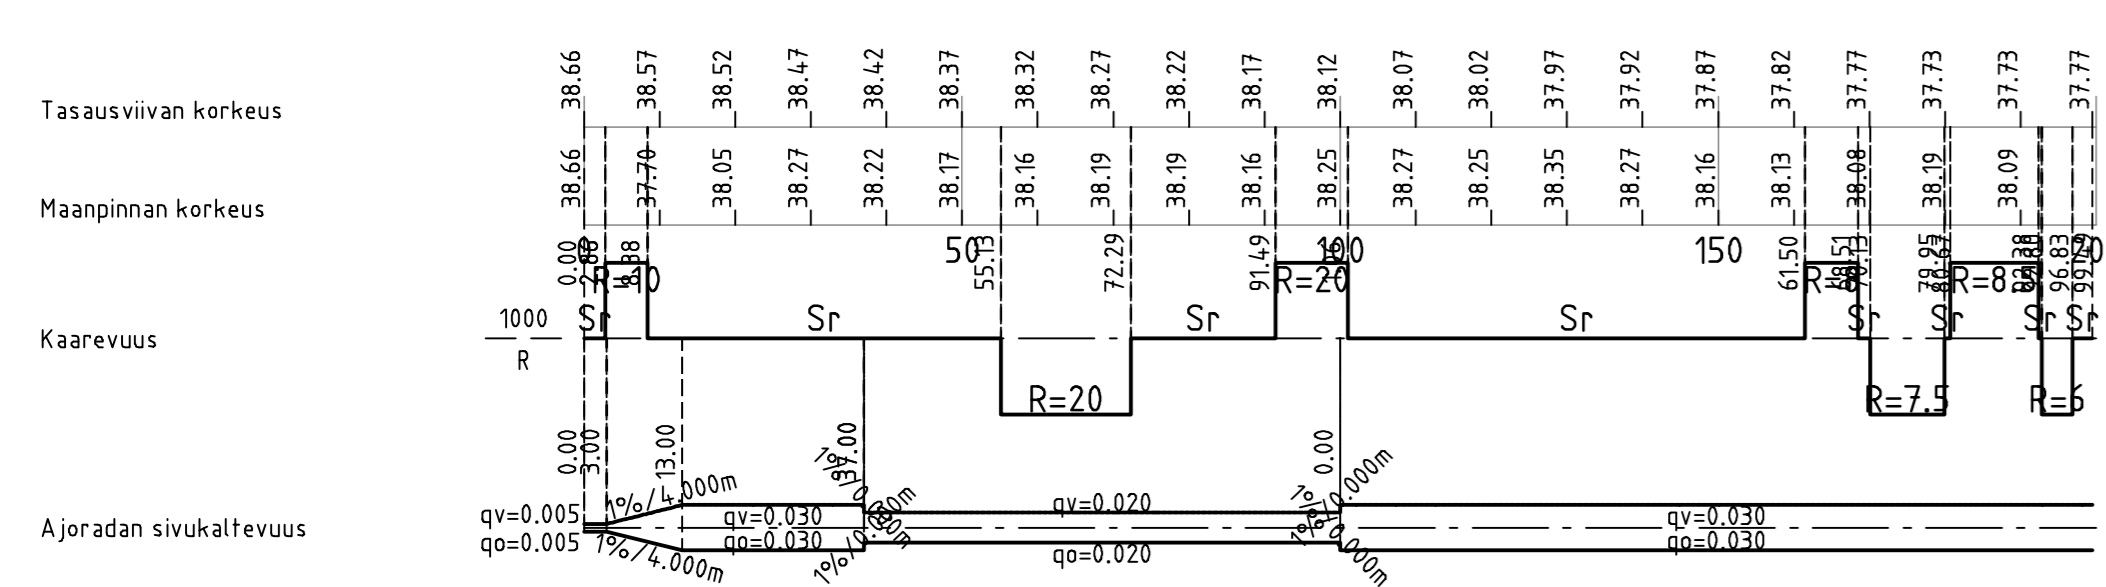 Tasausviivan korkeus
38.66 38.57 38.52 38.47 38.42 38.37 38.32 38.27 38.22 38.17 38.12 38.07 38.02 37.97 37.92 37.87 37.82 37.77 37.73 37.73 37.77
Maanpinnan korkeus
38.66 37.70 38.05 38.27 38.22 38.17 38.16 38.19 38.19 38.16 38.25 38.27 38.25 38.35 38.27 38.16 38.13 38.08 38.19 38.09
0 50 100 150
0.00 8.38 55.13 72.29 91.49 61.50 96.83
R=10 R=20
Kaarevuus
1000
R
Sr Sr Sr Sr Sr Sr Sr Sr
R=20 R=7.5 R=6
0.00 3.00 13.00 37.00 0.00
Ajoradan sivukaltevuus
qv=0.005 1%/4.000m qv=0.030 qv=0.020 1%/0.000m qv=0.030
qo=0.005 1%/4.000m qo=0.030 qo=0.020 1%/0.000m qo=0.030